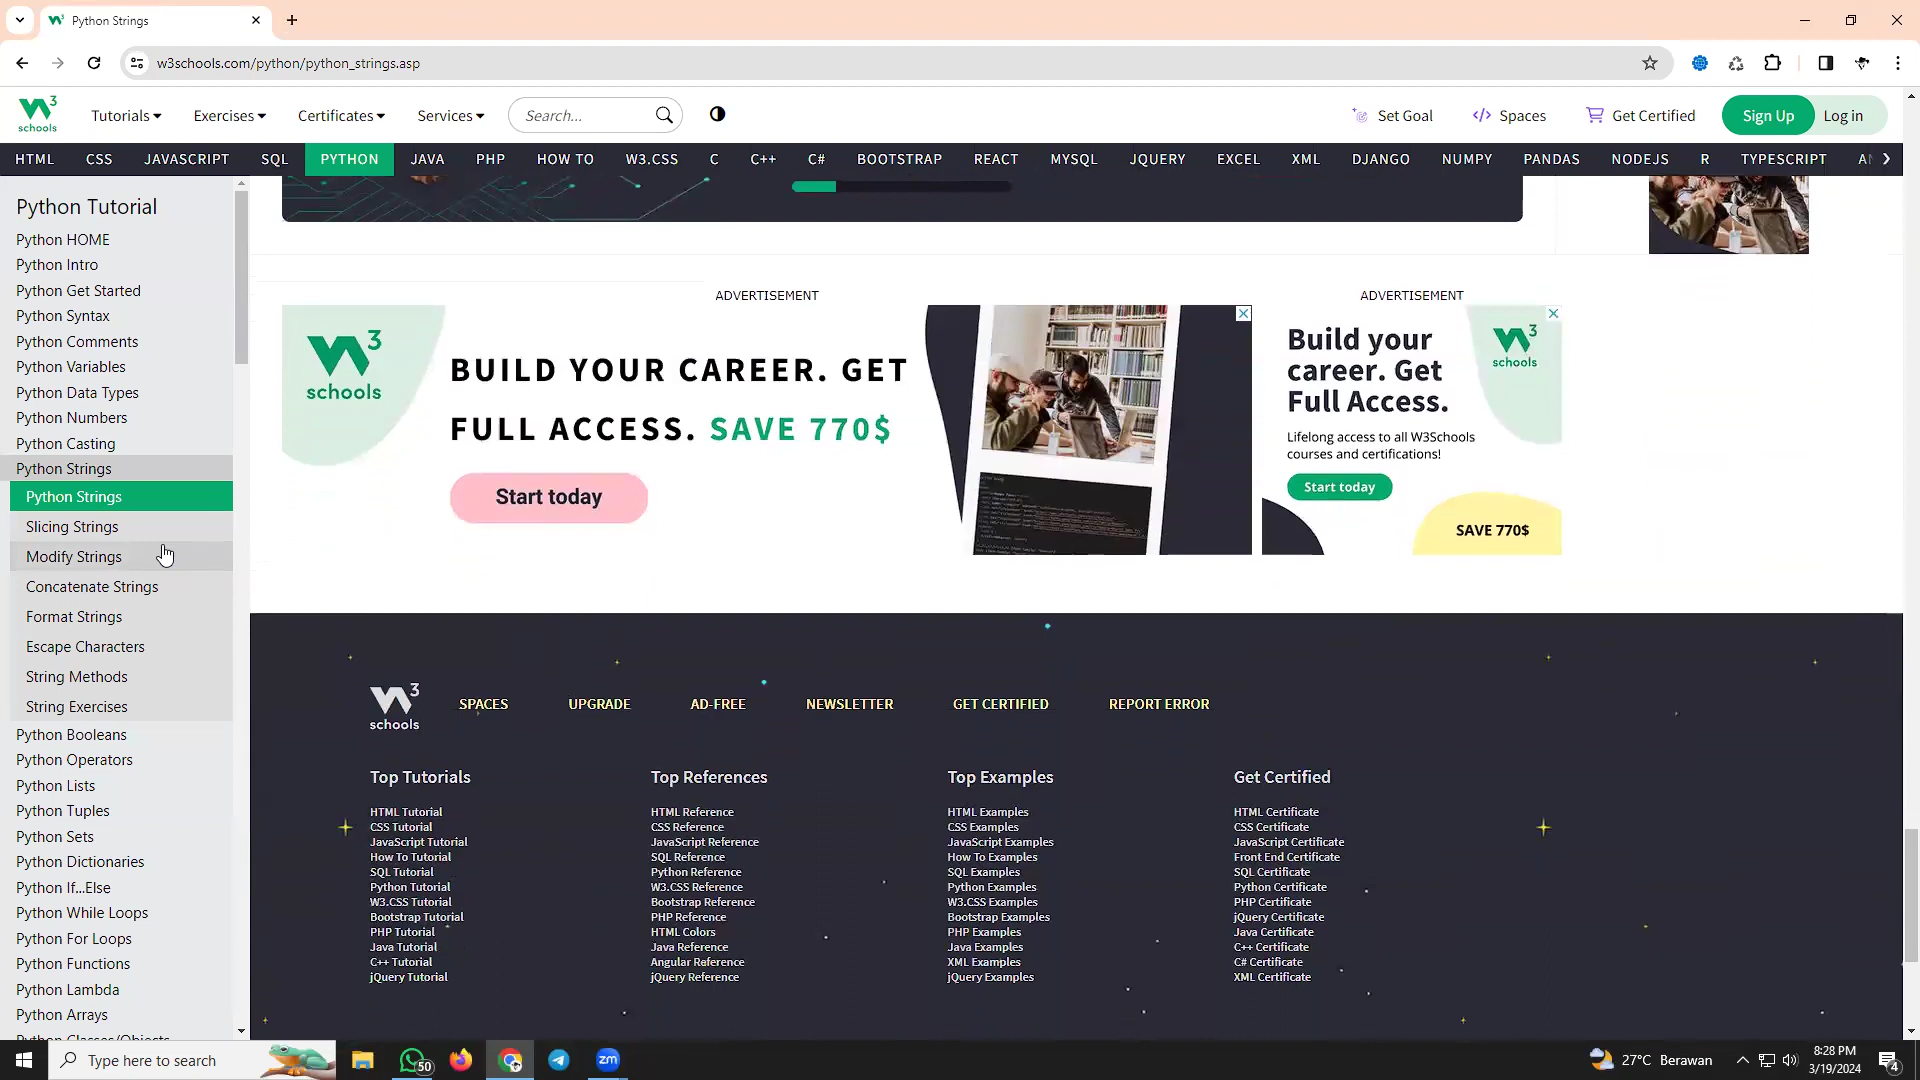 Python Strings
w3schools.com/python/python_strings.asp
W3 schools
Tutorials
Exercises
Certificates
Services
Search...
Set Goal
Spaces
Get Certified
Sign Up
Log in
HTML
CSS
JAVASCRIPT
SQL
PYTHON
JAVA
PHP
HOW TO
W3.CSS
C
C++
C#
BOOTSTRAP
REACT
MYSQL
JQUERY
EXCEL
XML
DJANGO
NUMPY
PANDAS
NODEJS
R
TYPESCRIPT
Python Tutorial
Python HOME
Python Intro
Python Get Started
Python Syntax
Python Comments
Python Variables
Python Data Types
Python Numbers
Python Casting
Python Strings
Python Strings
Slicing Strings
Modify Strings
Concatenate Strings
Format Strings
Escape Characters
String Methods
String Exercises
Python Booleans
Python Operators
Python Lists
Python Tuples
Python Sets
Python Dictionaries
Python If...Else
Python While Loops
Python For Loops
Python Functions
Python Lambda
Python Arrays
Python Classes/Objects
ADVERTISEMENT
W3 schools
BUILD YOUR CAREER. GET
FULL ACCESS. SAVE 770$
Start today
ADVERTISEMENT
Build your
career. Get
Full Access.
W3 schools
Lifelong access to all W3Schools
courses and certifications!
Start today
SAVE 770$
W3 schools
SPACES
UPGRADE
AD-FREE
NEWSLETTER
GET CERTIFIED
REPORT ERROR
Top Tutorials
HTML Tutorial
CSS Tutorial
JavaScript Tutorial
How To Tutorial
SQL Tutorial
Python Tutorial
W3.CSS Tutorial
Bootstrap Tutorial
PHP Tutorial
Java Tutorial
C++ Tutorial
jQuery Tutorial
Top References
HTML Reference
CSS Reference
JavaScript Reference
SQL Reference
Python Reference
W3.CSS Reference
Bootstrap Reference
PHP Reference
HTML Colors
Java Reference
Angular Reference
jQuery Reference
Top Examples
HTML Examples
CSS Examples
JavaScript Examples
How To Examples
SQL Examples
Python Examples
W3.CSS Examples
Bootstrap Examples
PHP Examples
Java Examples
XML Examples
jQuery Examples
Get Certified
HTML Certificate
CSS Certificate
JavaScript Certificate
Front End Certificate
SQL Certificate
Python Certificate
PHP Certificate
jQuery Certificate
Java Certificate
C++ Certificate
C# Certificate
XML Certificate
Type here to search
50
zm
27°C Berawan
8:28 PM
3/19/2024
4